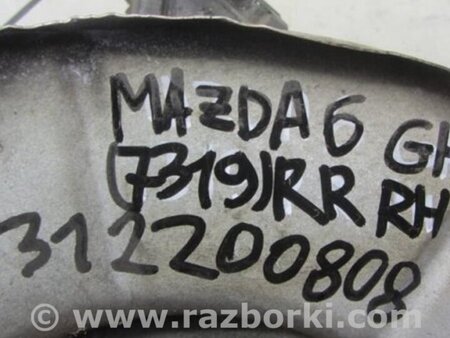 MAZDA 6 GH
(7319) RR RH
312200808
www.razborki.com